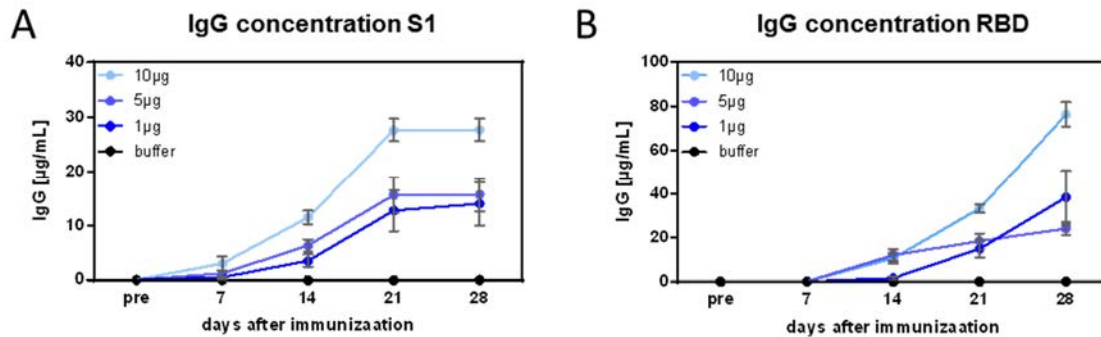 A
IgG concentration S1
IgG [µg/mL]
40
30
20
10
0
10µg
5µg
1µg
buffer
pre 7 14 21 28
days after immunizaation
B
IgG concentration RBD
IgG [µg/mL]
100
80
60
40
20
0
10µg
5µg
1µg
buffer
pre 7 14 21 28
days after immunizaation